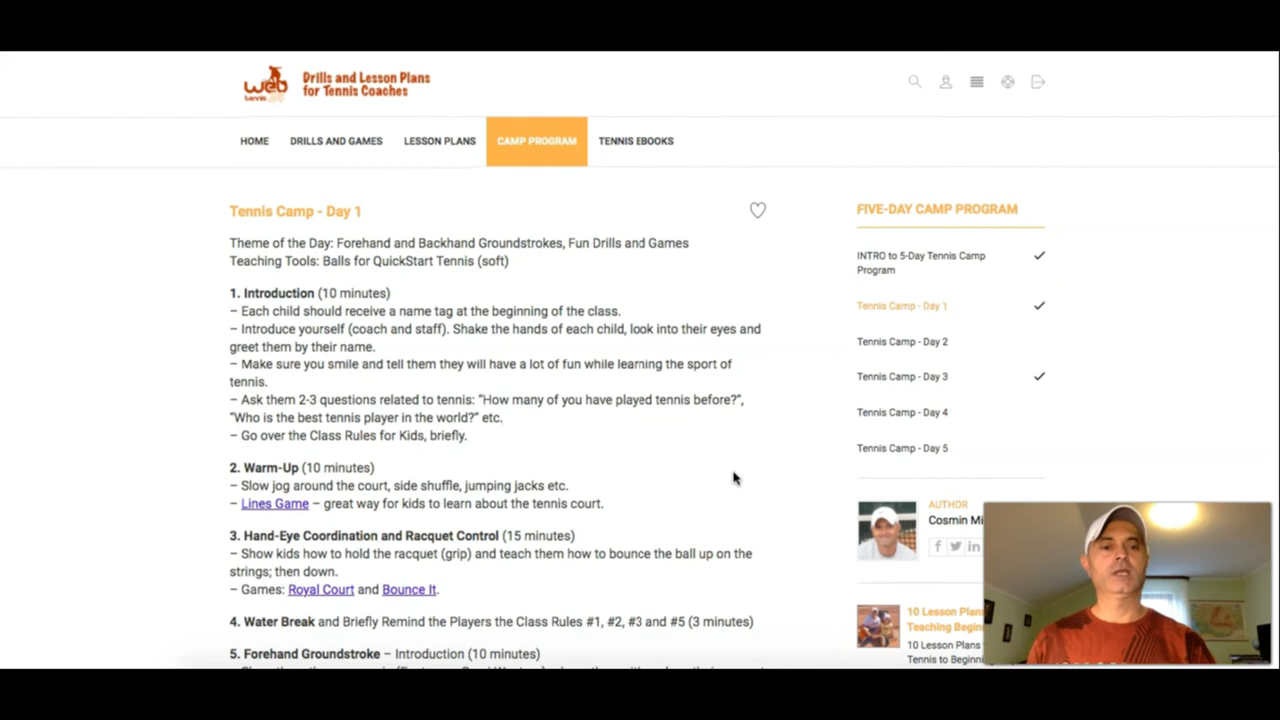 web
tennis
Drills and Lesson Plans
for Tennis Coaches
HOME DRILLS AND GAMES LESSON PLANS CAMP PROGRAM TENNIS EBOOKS
Tennis Camp - Day 1
Theme of the Day: Forehand and Backhand Groundstrokes, Fun Drills and Games
Teaching Tools: Balls for QuickStart Tennis (soft)
1. Introduction (10 minutes)
– Each child should receive a name tag at the beginning of the class.
– Introduce yourself (coach and staff). Shake the hands of each child, look into their eyes and
greet them by their name.
– Make sure you smile and tell them they will have a lot of fun while learning the sport of
tennis.
– Ask them 2-3 questions related to tennis: “How many of you have played tennis before?”,
“Who is the best tennis player in the world?” etc.
– Go over the Class Rules for Kids, briefly.
2. Warm-Up (10 minutes)
– Slow jog around the court, side shuffle, jumping jacks etc.
– Lines Game – great way for kids to learn about the tennis court.
3. Hand-Eye Coordination and Racquet Control (15 minutes)
– Show kids how to hold the racquet (grip) and teach them how to bounce the ball up on the
strings; then down.
– Games: Royal Court and Bounce It.
4. Water Break and Briefly Remind the Players the Class Rules #1, #2, #3 and #5 (3 minutes)
5. Forehand Groundstroke – Introduction (10 minutes)
FIVE-DAY CAMP PROGRAM
INTRO to 5-Day Tennis Camp
Program
Tennis Camp - Day 1
Tennis Camp - Day 2
Tennis Camp - Day 3
Tennis Camp - Day 4
Tennis Camp - Day 5
AUTHOR
Cosmin Mi
10 Lesson Plan
Teaching Begin
10 Lesson Plans
Tennis to Beginn